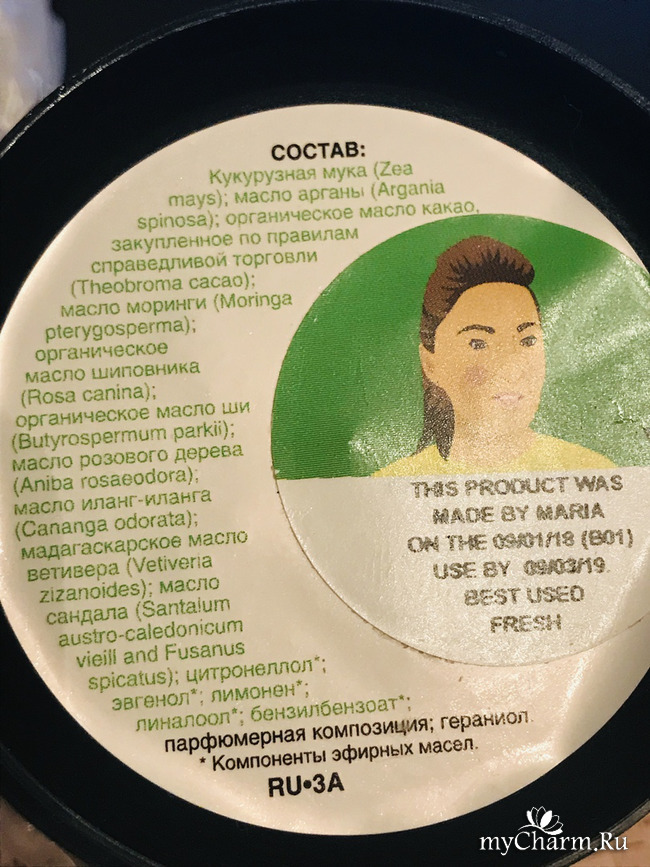 СОСТАВ:
Кукурузная мука (Zea
mays); масло арганы (Argania
spinosa); органическое масло какао,
закупленное по правилам
справедливой торговли
(Theobroma cacao);
масло моринги (Moringa
pterygosperma);
органическое
масло шиповника
(Rosa canina);
органическое масло ши
(Butyrospermum parkii);
масло розового дерева
(Aniba rosaeodora);
масло иланг-иланга
(Cananga odorata);
мадагаскарское масло
ветивера (Vetiveria
zizanoides); масло
сандала (Santalum
austro-caledonicum
vieill and Fusanus
spicatus); цитронеллол*;
эвгенол*; лимонен*;
линалоол*; бензилбензоат*;
парфюмерная композиция; гераниол.
* Компоненты эфирных масел.
RU•3A
THIS PRODUCT WAS
MADE BY MARIA
ON THE 09/01/18 (B01)
USE BY 09/03/19.
BEST USED
FRESH
myCharm.Ru